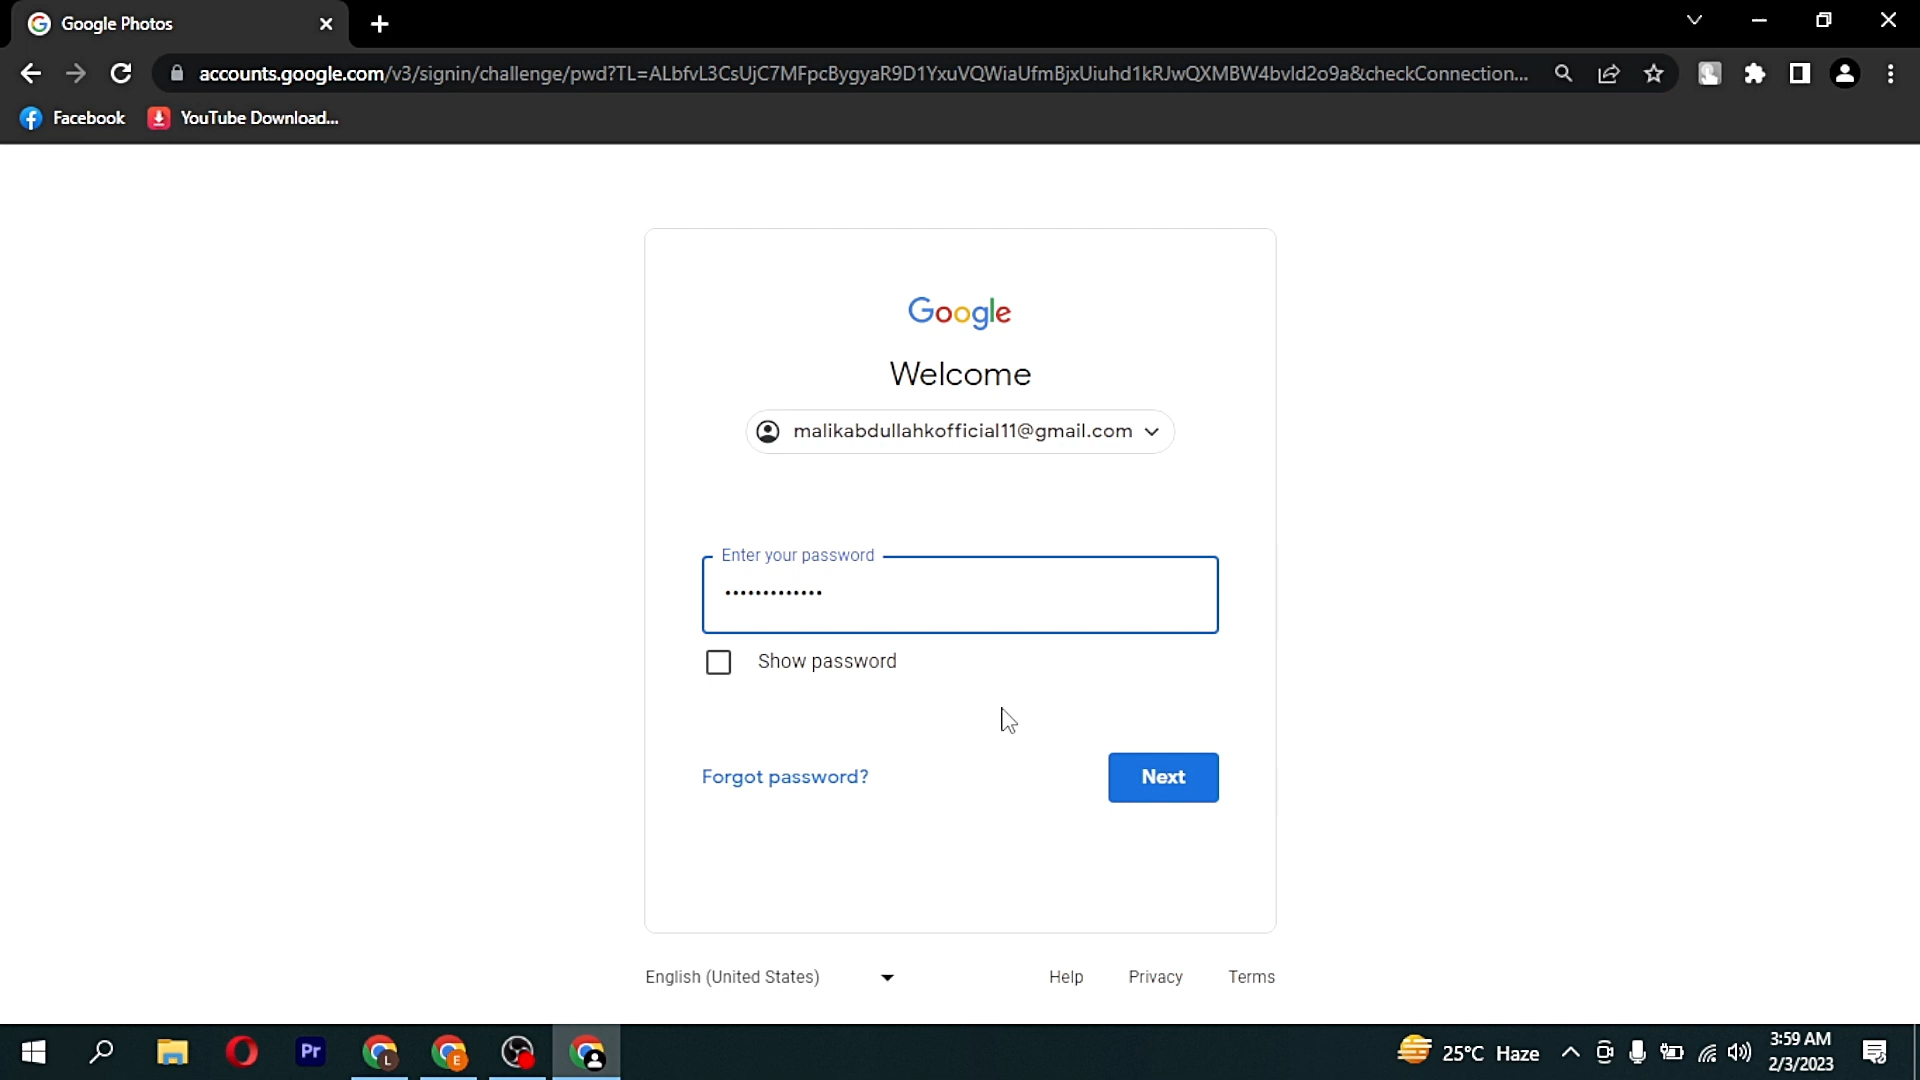 Google Photos
accounts.google.com/v3/signin/challenge/pwd?TL=ALbfvL3CsUjC7MFpcBygyaR9D1YxuVQWiaUfmBjxUiuhd1kRJwQXMBW4bvld2o9a&checkConnection...
Facebook
YouTube Download...
Google
Welcome
malikabdullahkofficial11@gmail.com
Enter your password
•••••••••••••
Show password
Forgot password?
Next
English (United States)
Help
Privacy
Terms
Pr
L
E
25°C Haze
3:59 AM
2/3/2023